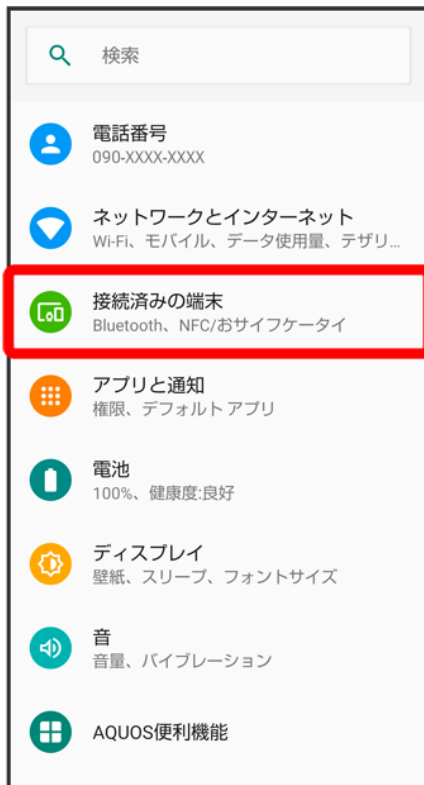 検索
電話番号
090-XXXX-XXXX
ネットワークとインターネット
Wi-Fi、モバイル、データ使用量、テザリ...
接続済みの端末
Bluetooth、NFC/おサイフケータイ
アプリと通知
権限、デフォルト アプリ
電池
100%、健康度:良好
ディスプレイ
壁紙、スリープ、フォントサイズ
音
音量、バイブレーション
AQUOS便利機能